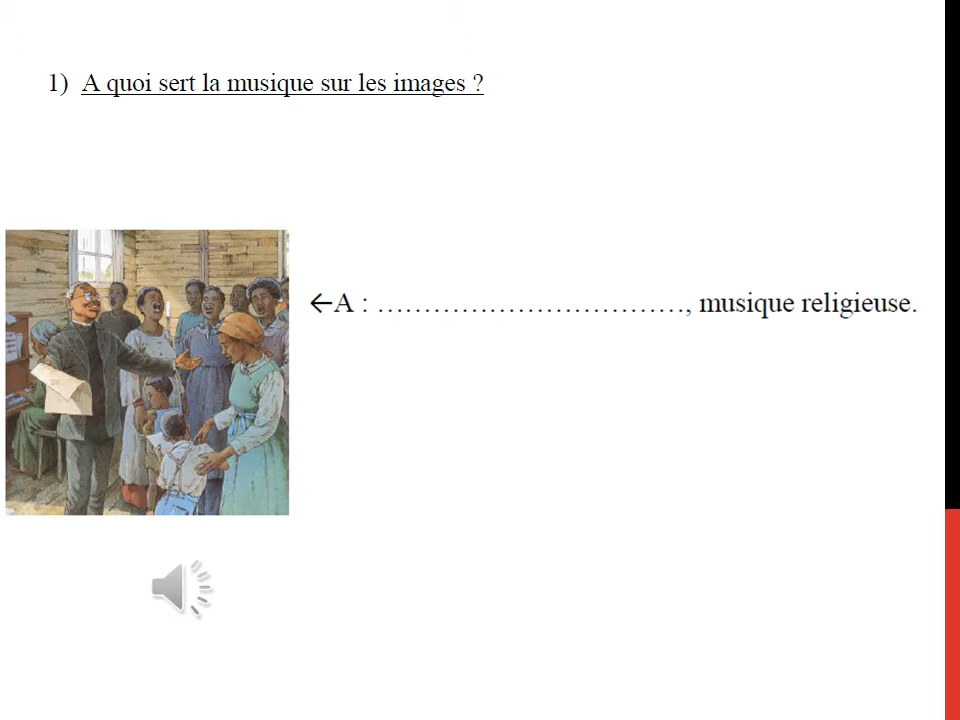 1) A quoi sert la musique sur les images ?
←A : ……………………………, musique religieuse.